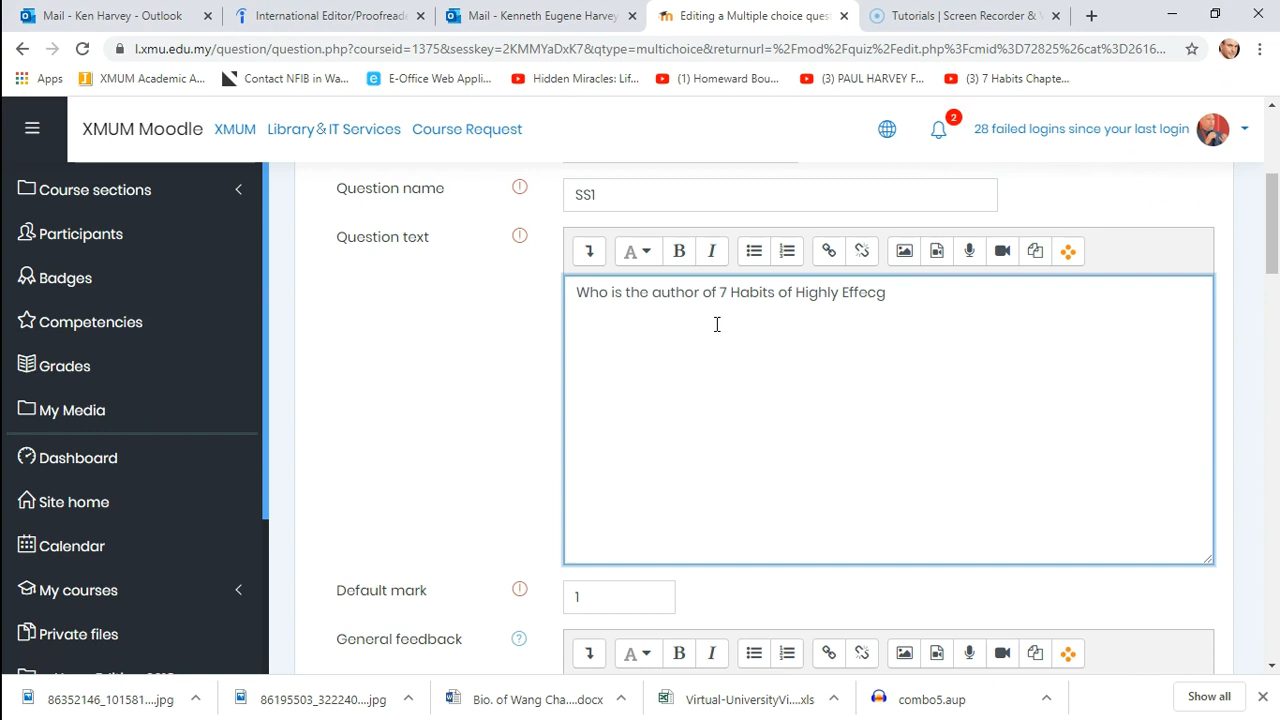 Mail - Ken Harvey - Outlook
International Editor/Proofreade
Mail - Kenneth Eugene Harvey
Editing a Multiple choice ques
Tutorials | Screen Recorder &
l.xmu.edu.my/question/question.php?courseid=1375&sesskey=2KMMYaDxK7&qtype=multichoice&returnurl=%2Fmod%2Fquiz%2Fedit.php%3Fcmid%3D72825%26cat%3D2616...
Apps
XMUM Academic A...
Contact NFIB in Wa...
E-Office Web Appli...
Hidden Miracles: Lif...
(1) Homeward Bou...
(3) PAUL HARVEY F...
(3) 7 Habits Chapte...
XMUM Moodle
XMUM
Library&IT Services
Course Request
2
28 failed logins since your last login
Course sections
Participants
Badges
Competencies
Grades
My Media
Dashboard
Site home
Calendar
My courses
Private files
Question name
SS1
Question text
A
B
I
Who is the author of 7 Habits of Highly Effecg
Default mark
1
General feedback
A
B
I
86352146_101581....jpg
86195503_322240....jpg
Bio. of Wang Cha....docx
Virtual-UniversityVi....xls
combo5.aup
Show all